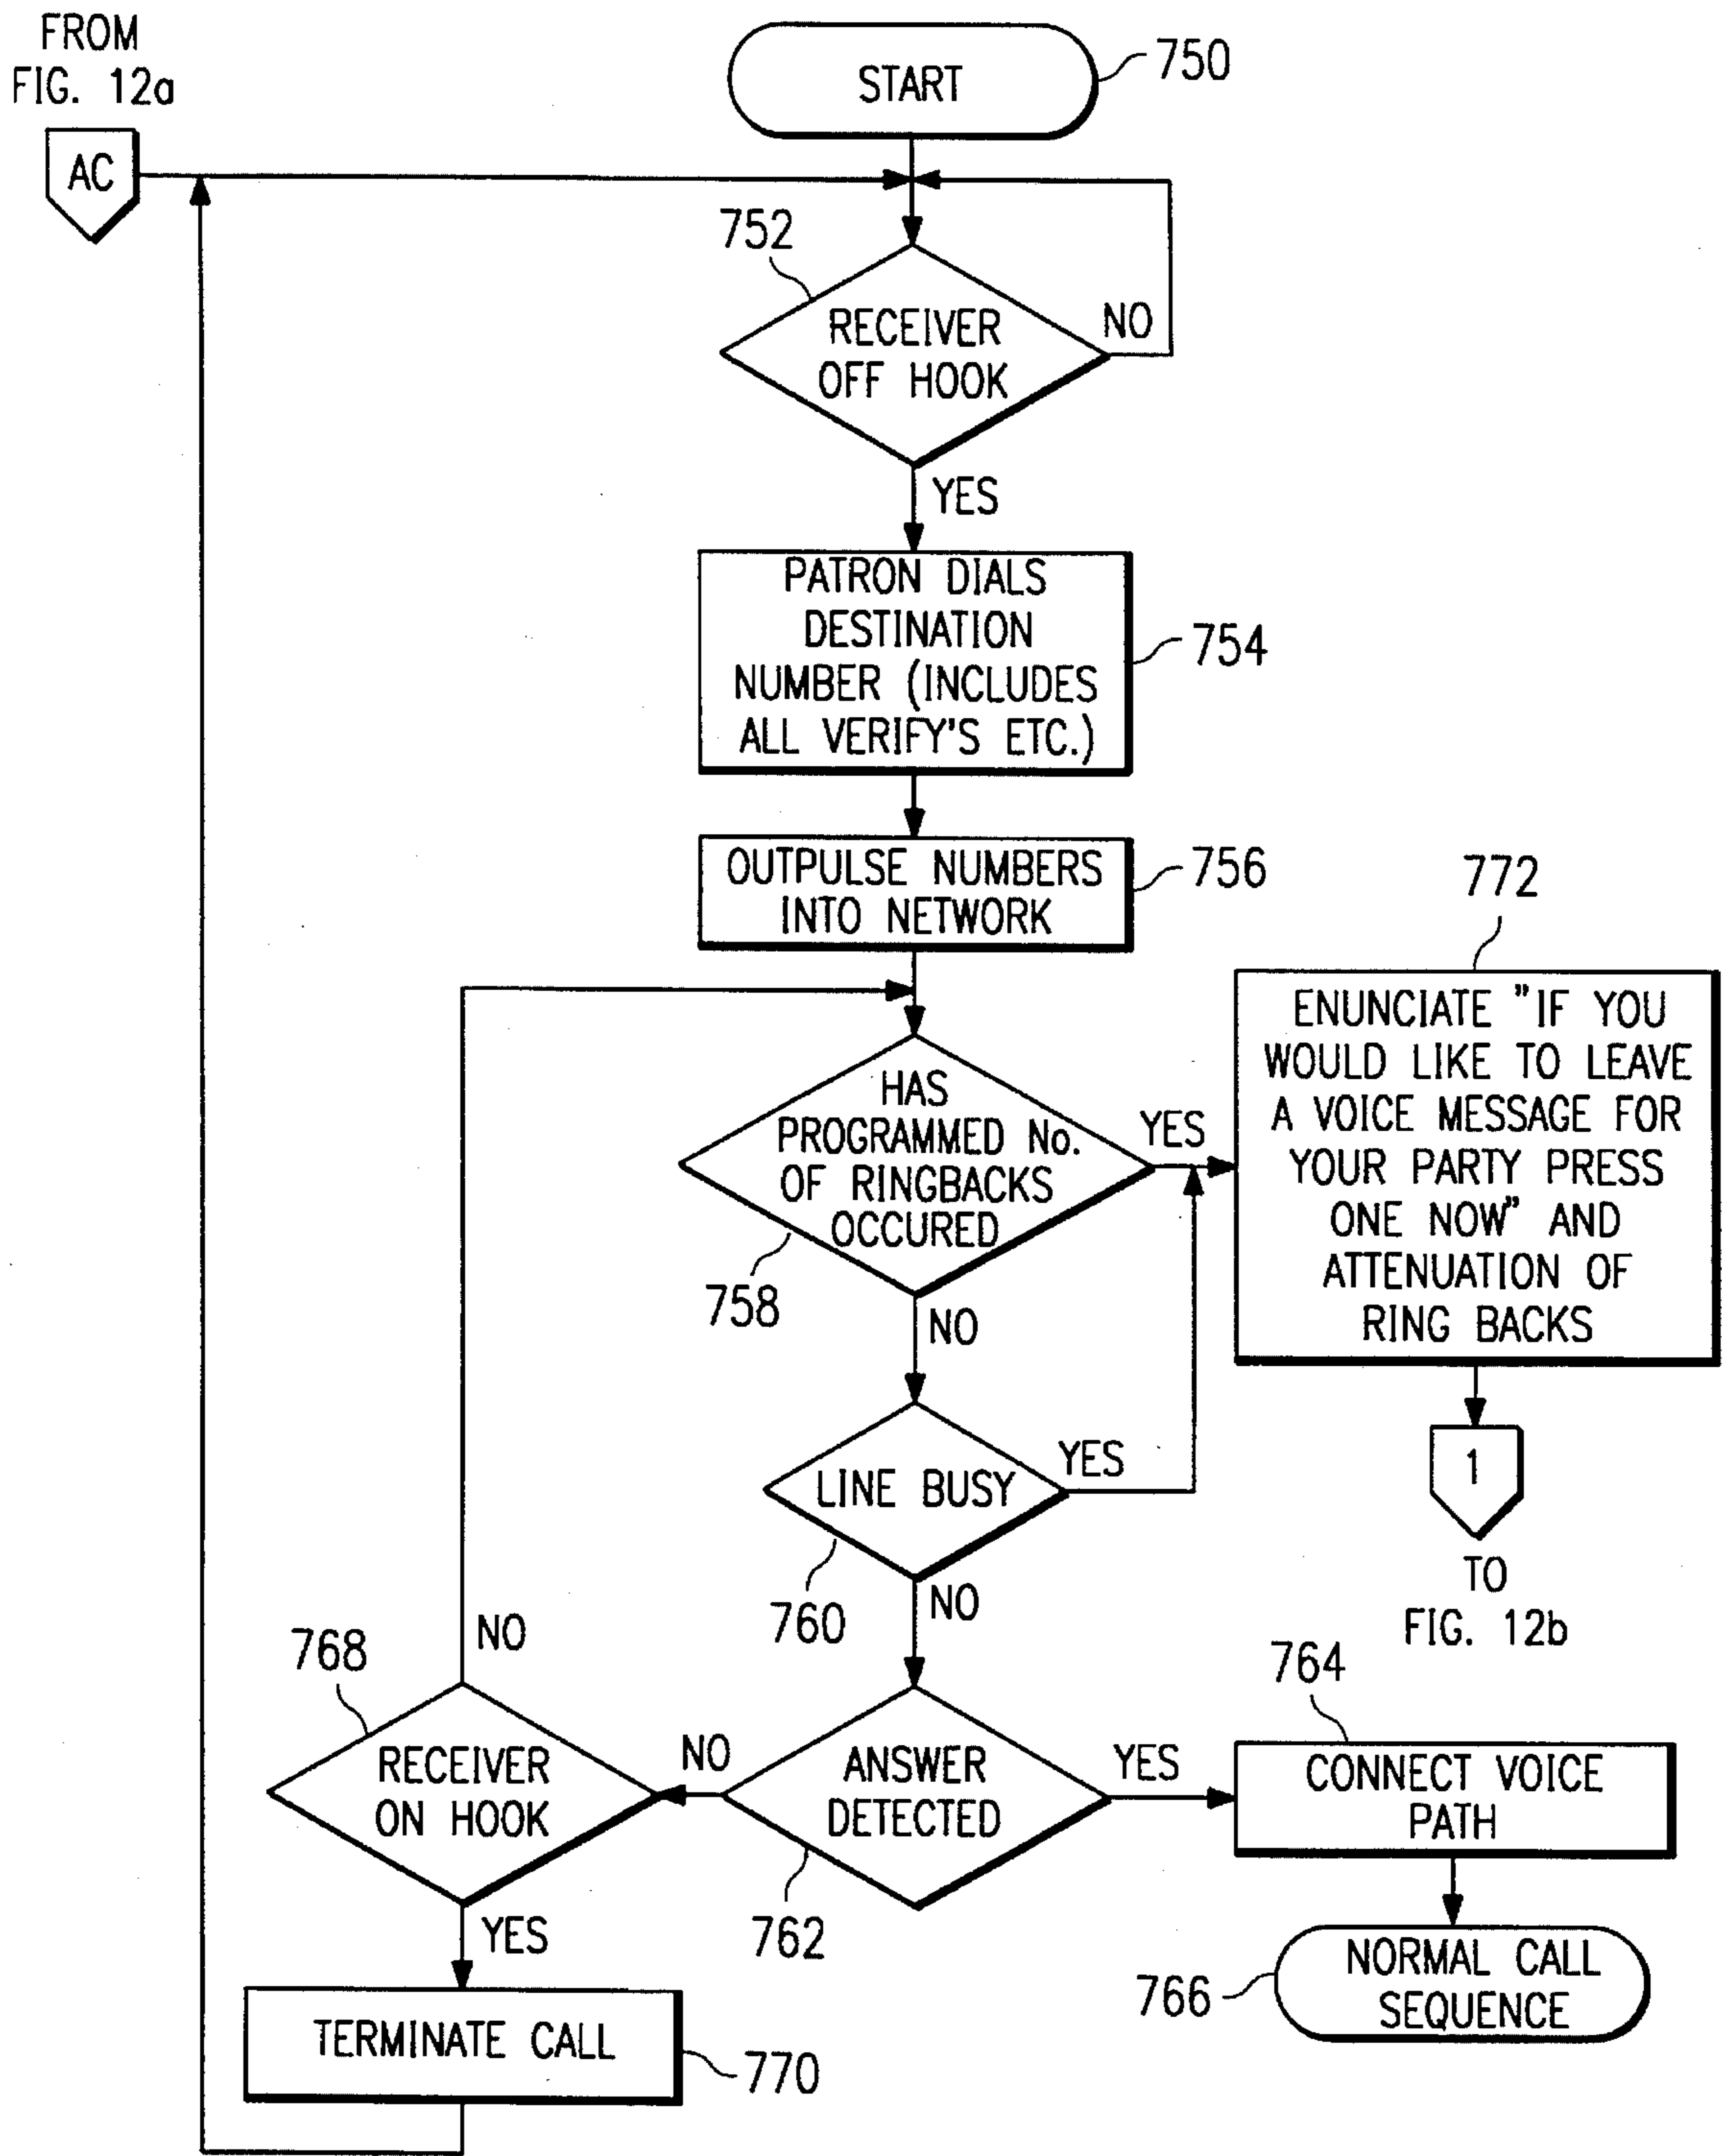 FROM
FIG. 12a
AC
START
750
752
RECEIVER
OFF HOOK
NO
YES
PATRON DIALS
DESTINATION
NUMBER (INCLUDES
ALL VERIFY'S ETC.)
754
OUTPULSE NUMBERS
INTO NETWORK
756
772
ENUNCIATE "IF YOU
WOULD LIKE TO LEAVE
A VOICE MESSAGE FOR
YOUR PARTY PRESS
ONE NOW" AND
ATTENUATION OF
RING BACKS
HAS
PROGRAMMED No.
OF RINGBACKS
OCCURED
YES
758
NO
LINE BUSY
YES
760
NO
1
TO
FIG. 12b
764
CONNECT VOICE
PATH
768
NO
RECEIVER
ON HOOK
NO
ANSWER
DETECTED
YES
762
YES
766
NORMAL CALL
SEQUENCE
TERMINATE CALL
770